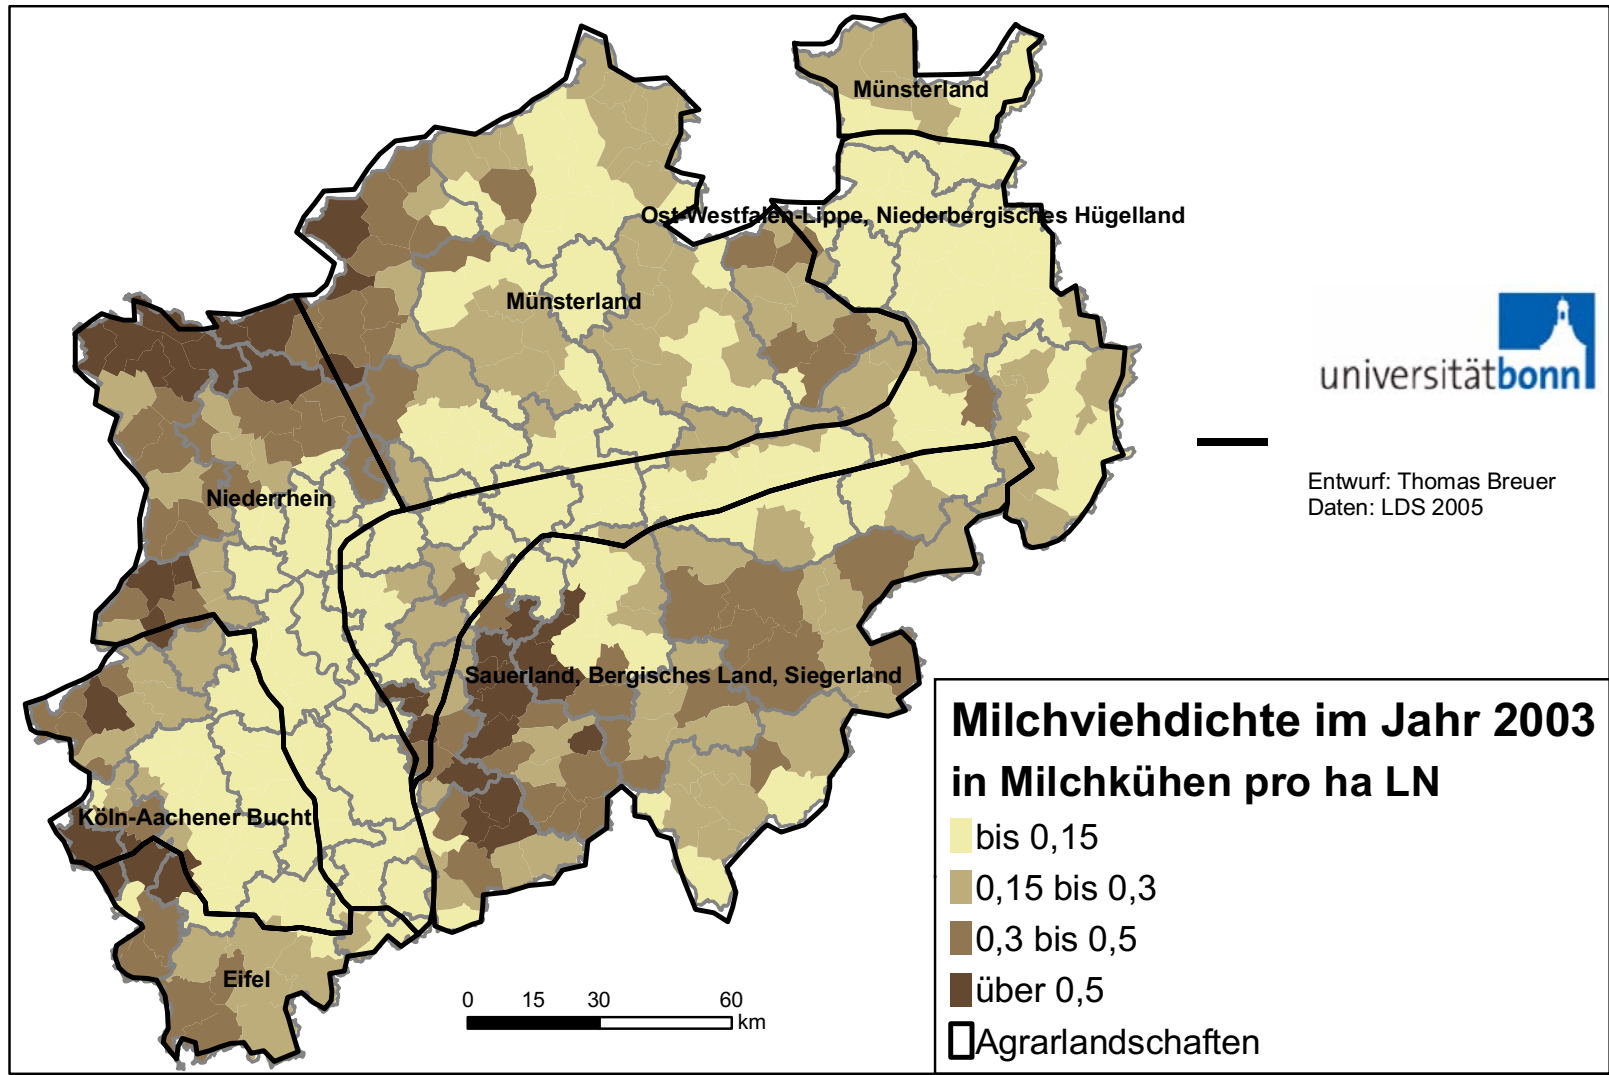 Münsterland
Ost-Westfalen-Lippe, Niederbergisches Hügelland
Münsterland
Niederrhein
Sauerland, Bergisches Land, Siegerland
Köln-Aachener Bucht
Eifel
0 15 30 60
km
universitätbonn
Entwurf: Thomas Breuer
Daten: LDS 2005
Milchviehdichte im Jahr 2003
in Milchkühen pro ha LN
bis 0,15
0,15 bis 0,3
0,3 bis 0,5
über 0,5
Agrarlandschaften